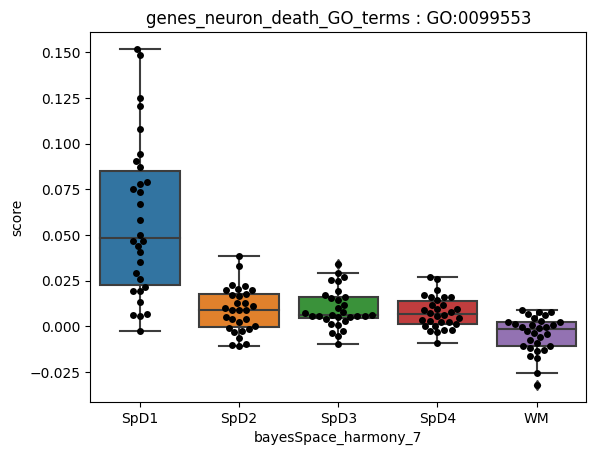 genes_neuron_death_GO_terms : GO:0099553
0.150
0.125
0.100
0.075
0.050
0.025
0.000
−0.025
score
SpD1 SpD2 SpD3 SpD4 WM
bayesSpace_harmony_7